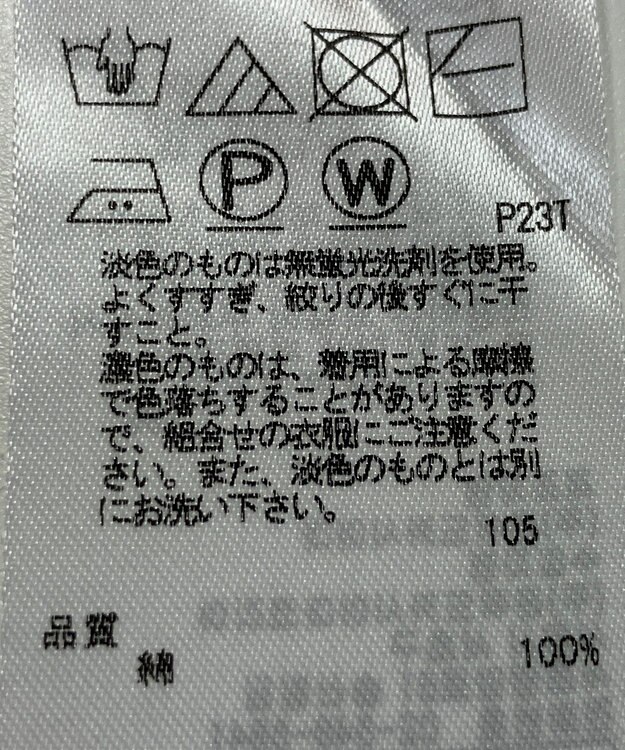 P
W
P23T
淡色のものは無蛍光洗剤を使用。
よくすすぎ、絞りの後すぐに干
すこと。
濃色のものは、着用による摩擦
で色落ちすることがありますの
で、組合せの衣服にご注意くだ
さい。また、淡色のものとは別
にお洗い下さい。
105
品質
綿 100%